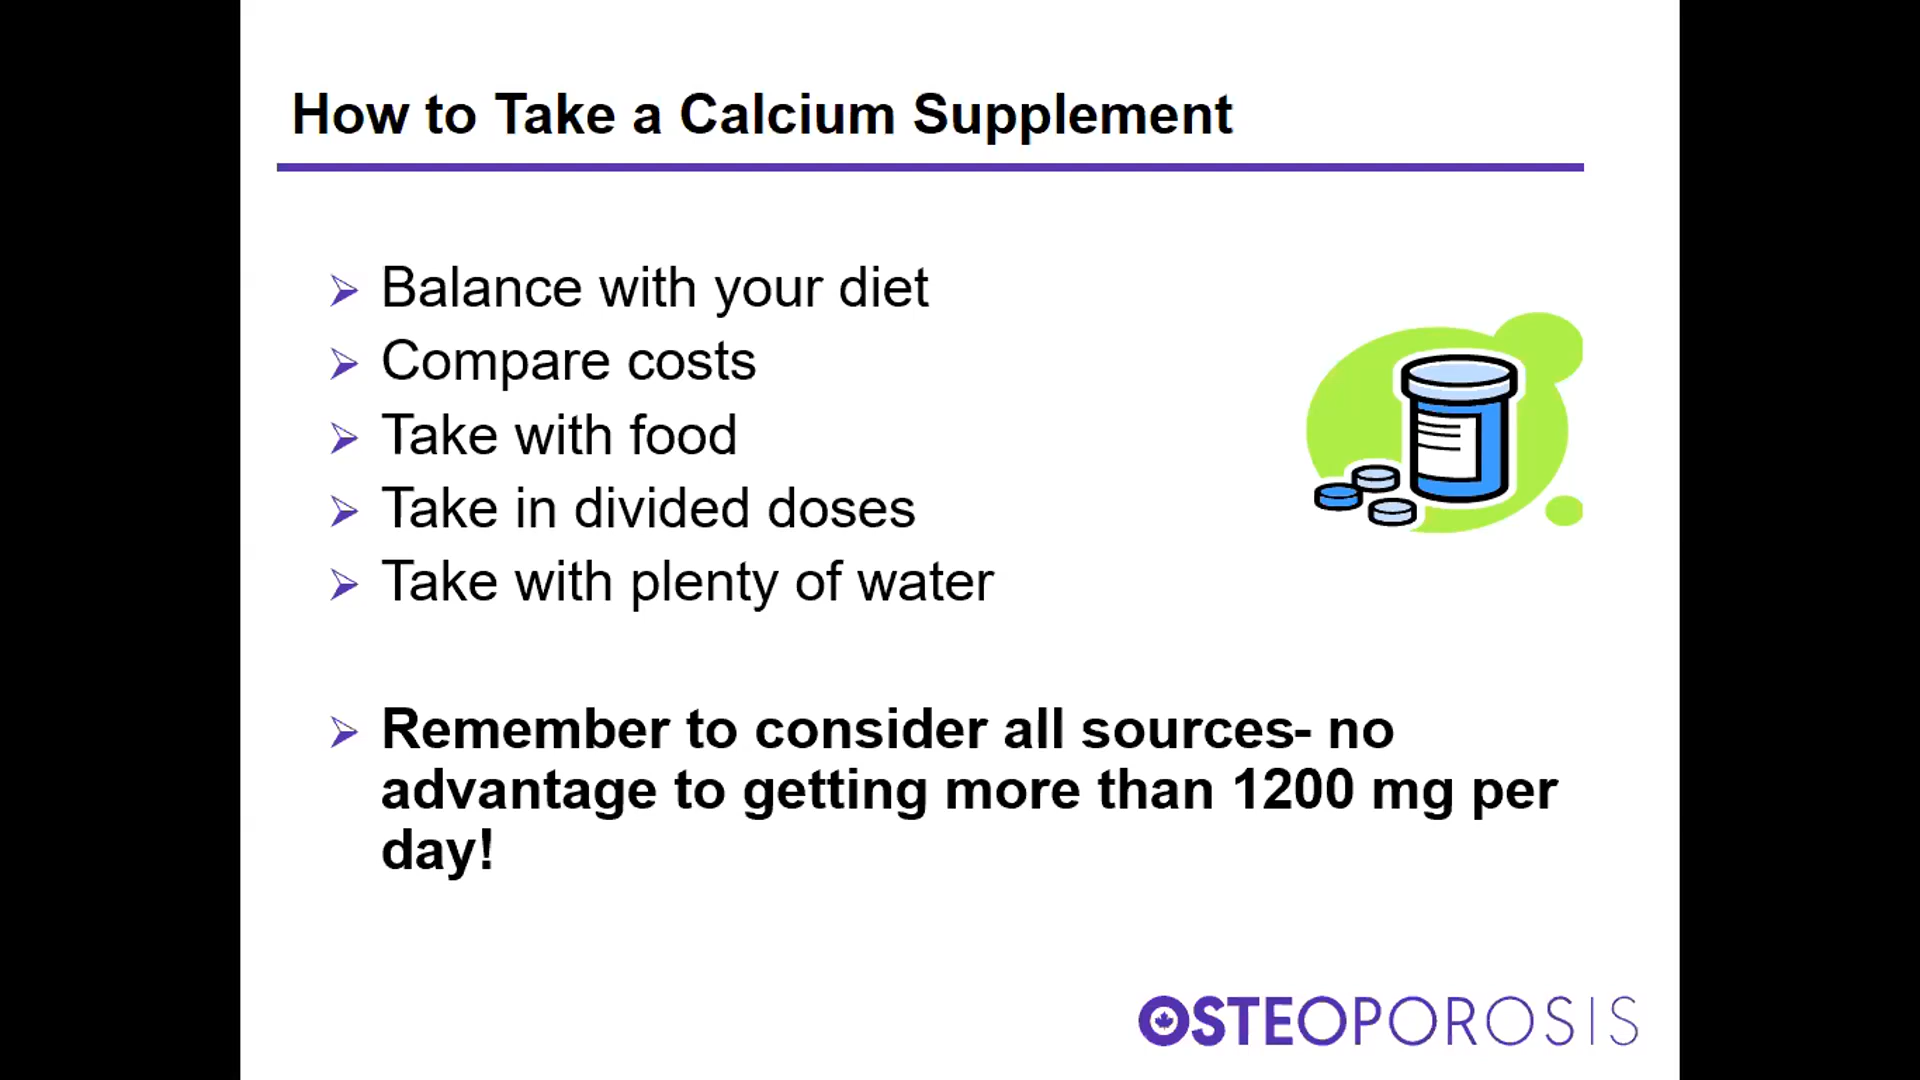 How to Take a Calcium Supplement
Balance with your diet
Compare costs
Take with food
Take in divided doses
Take with plenty of water
Remember to consider all sources- no
advantage to getting more than 1200 mg per
day!
OSTEOPOROSIS